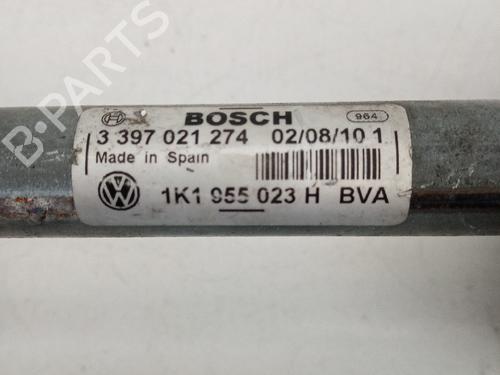 BOSCH 964
3 397 021 274 02/08/10 1
Made in Spain
1K1 955 023 H BVA
B-PARTS